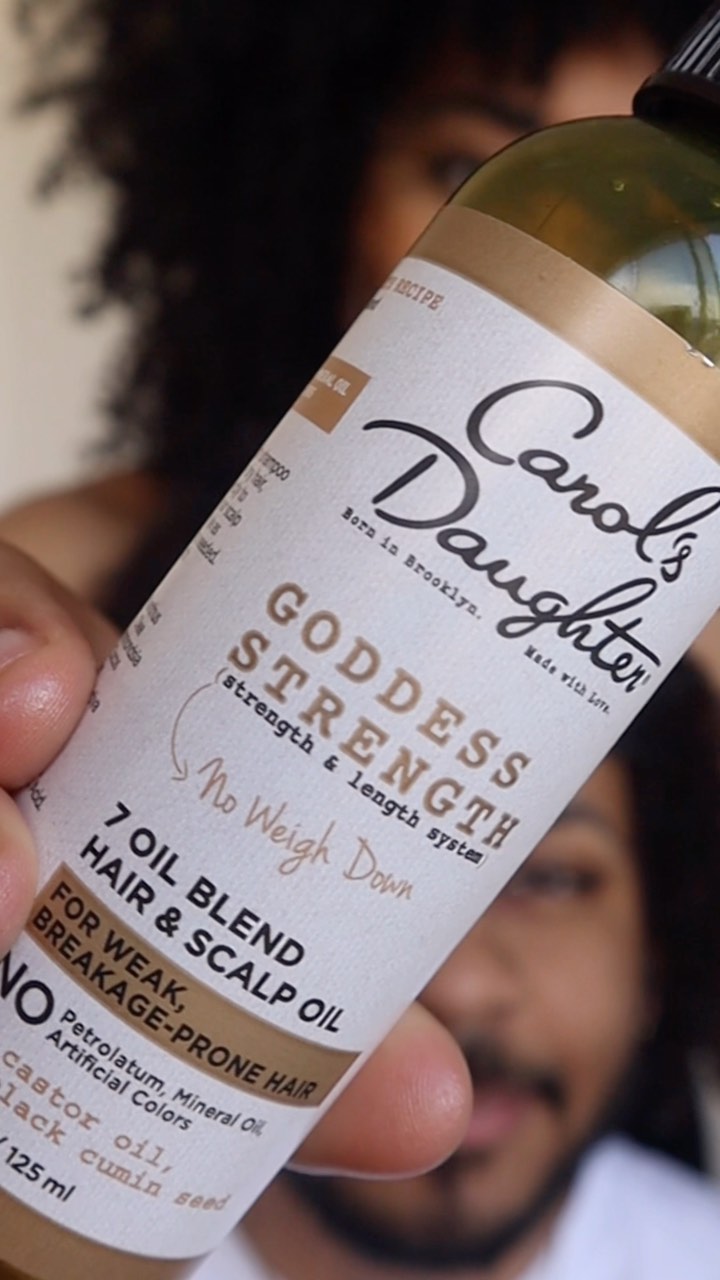 RECIPE
Carol's
Daughter®
Born in Brooklyn.
Made with Love.
GODDESS
STRENGTH
(strength & length system)
No Weigh Down
7 OIL BLEND
HAIR & SCALP OIL
FOR WEAK,
BREAKAGE-PRONE HAIR
NO Petrolatum, Mineral Oil,
Artificial Colors
castor oil,
black cumin seed
/ 125 ml
OIL